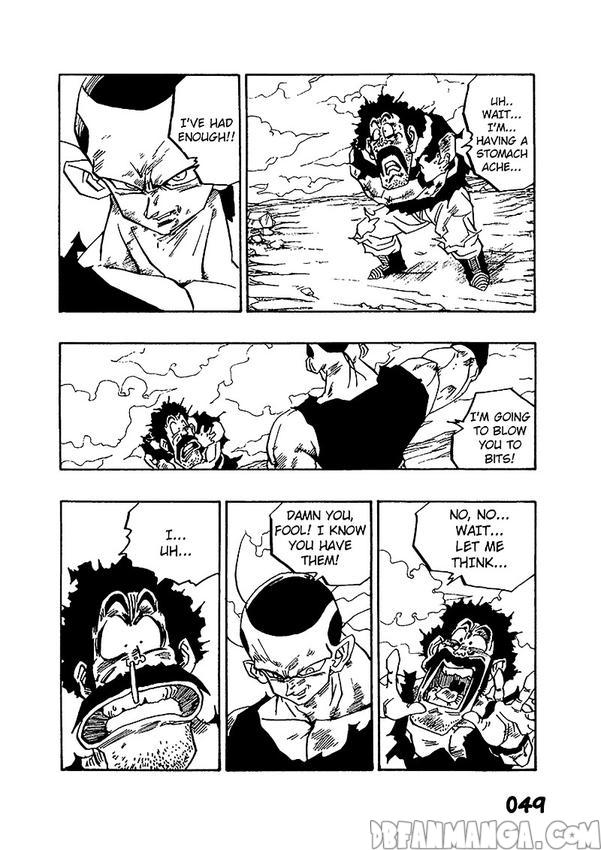 UH..
WAIT...
I'M...
HAVING A
STOMACH
ACHE...
I'VE HAD
ENOUGH!!
I'M GOING
TO BLOW
YOU TO
BITS!
NO, NO...
WAIT...
LET ME
THINK...
DAMN YOU,
FOOL! I KNOW
YOU HAVE
THEM!
I...
UH...
049
DBFANMANGA.COM